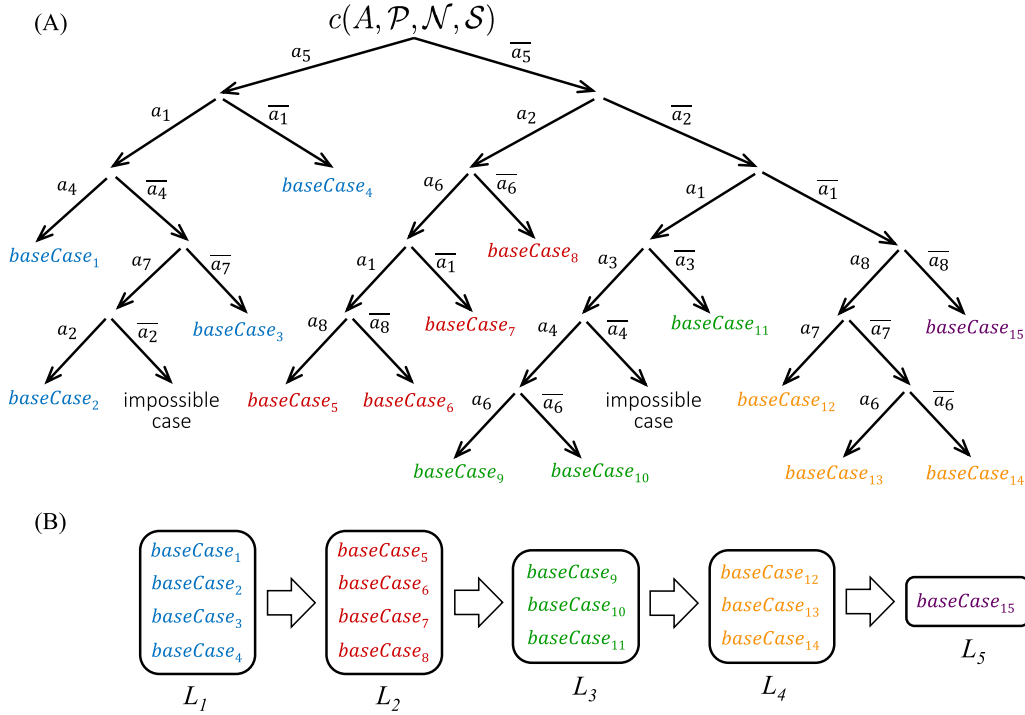 (A)
c(A, 𝒫, 𝒩, 𝒮)
a₅ a̅₅
a₁ a̅₁ a₂ a̅₂
a₄ a̅₄ baseCase₄ a₆ a̅₆ a₁ a̅₁
baseCase₁ a₇ a̅₇ a₁ a̅₁ baseCase₈ a₃ a̅₃ a₈ a̅₈
a₂ a̅₂ baseCase₃ a₈ a̅₈ baseCase₇ a₄ a̅₄ baseCase₁₁ a₇ a̅₇ baseCase₁₅
baseCase₂ impossible case baseCase₅ baseCase₆ a₆ a̅₆ impossible case baseCase₁₂ a₆ a̅₆
baseCase₉ baseCase₁₀ baseCase₁₃ baseCase₁₄
(B)
baseCase₁
baseCase₂
baseCase₃
baseCase₄
L₁
baseCase₅
baseCase₆
baseCase₇
baseCase₈
L₂
baseCase₉
baseCase₁₀
baseCase₁₁
L₃
baseCase₁₂
baseCase₁₃
baseCase₁₄
L₄
baseCase₁₅
L₅